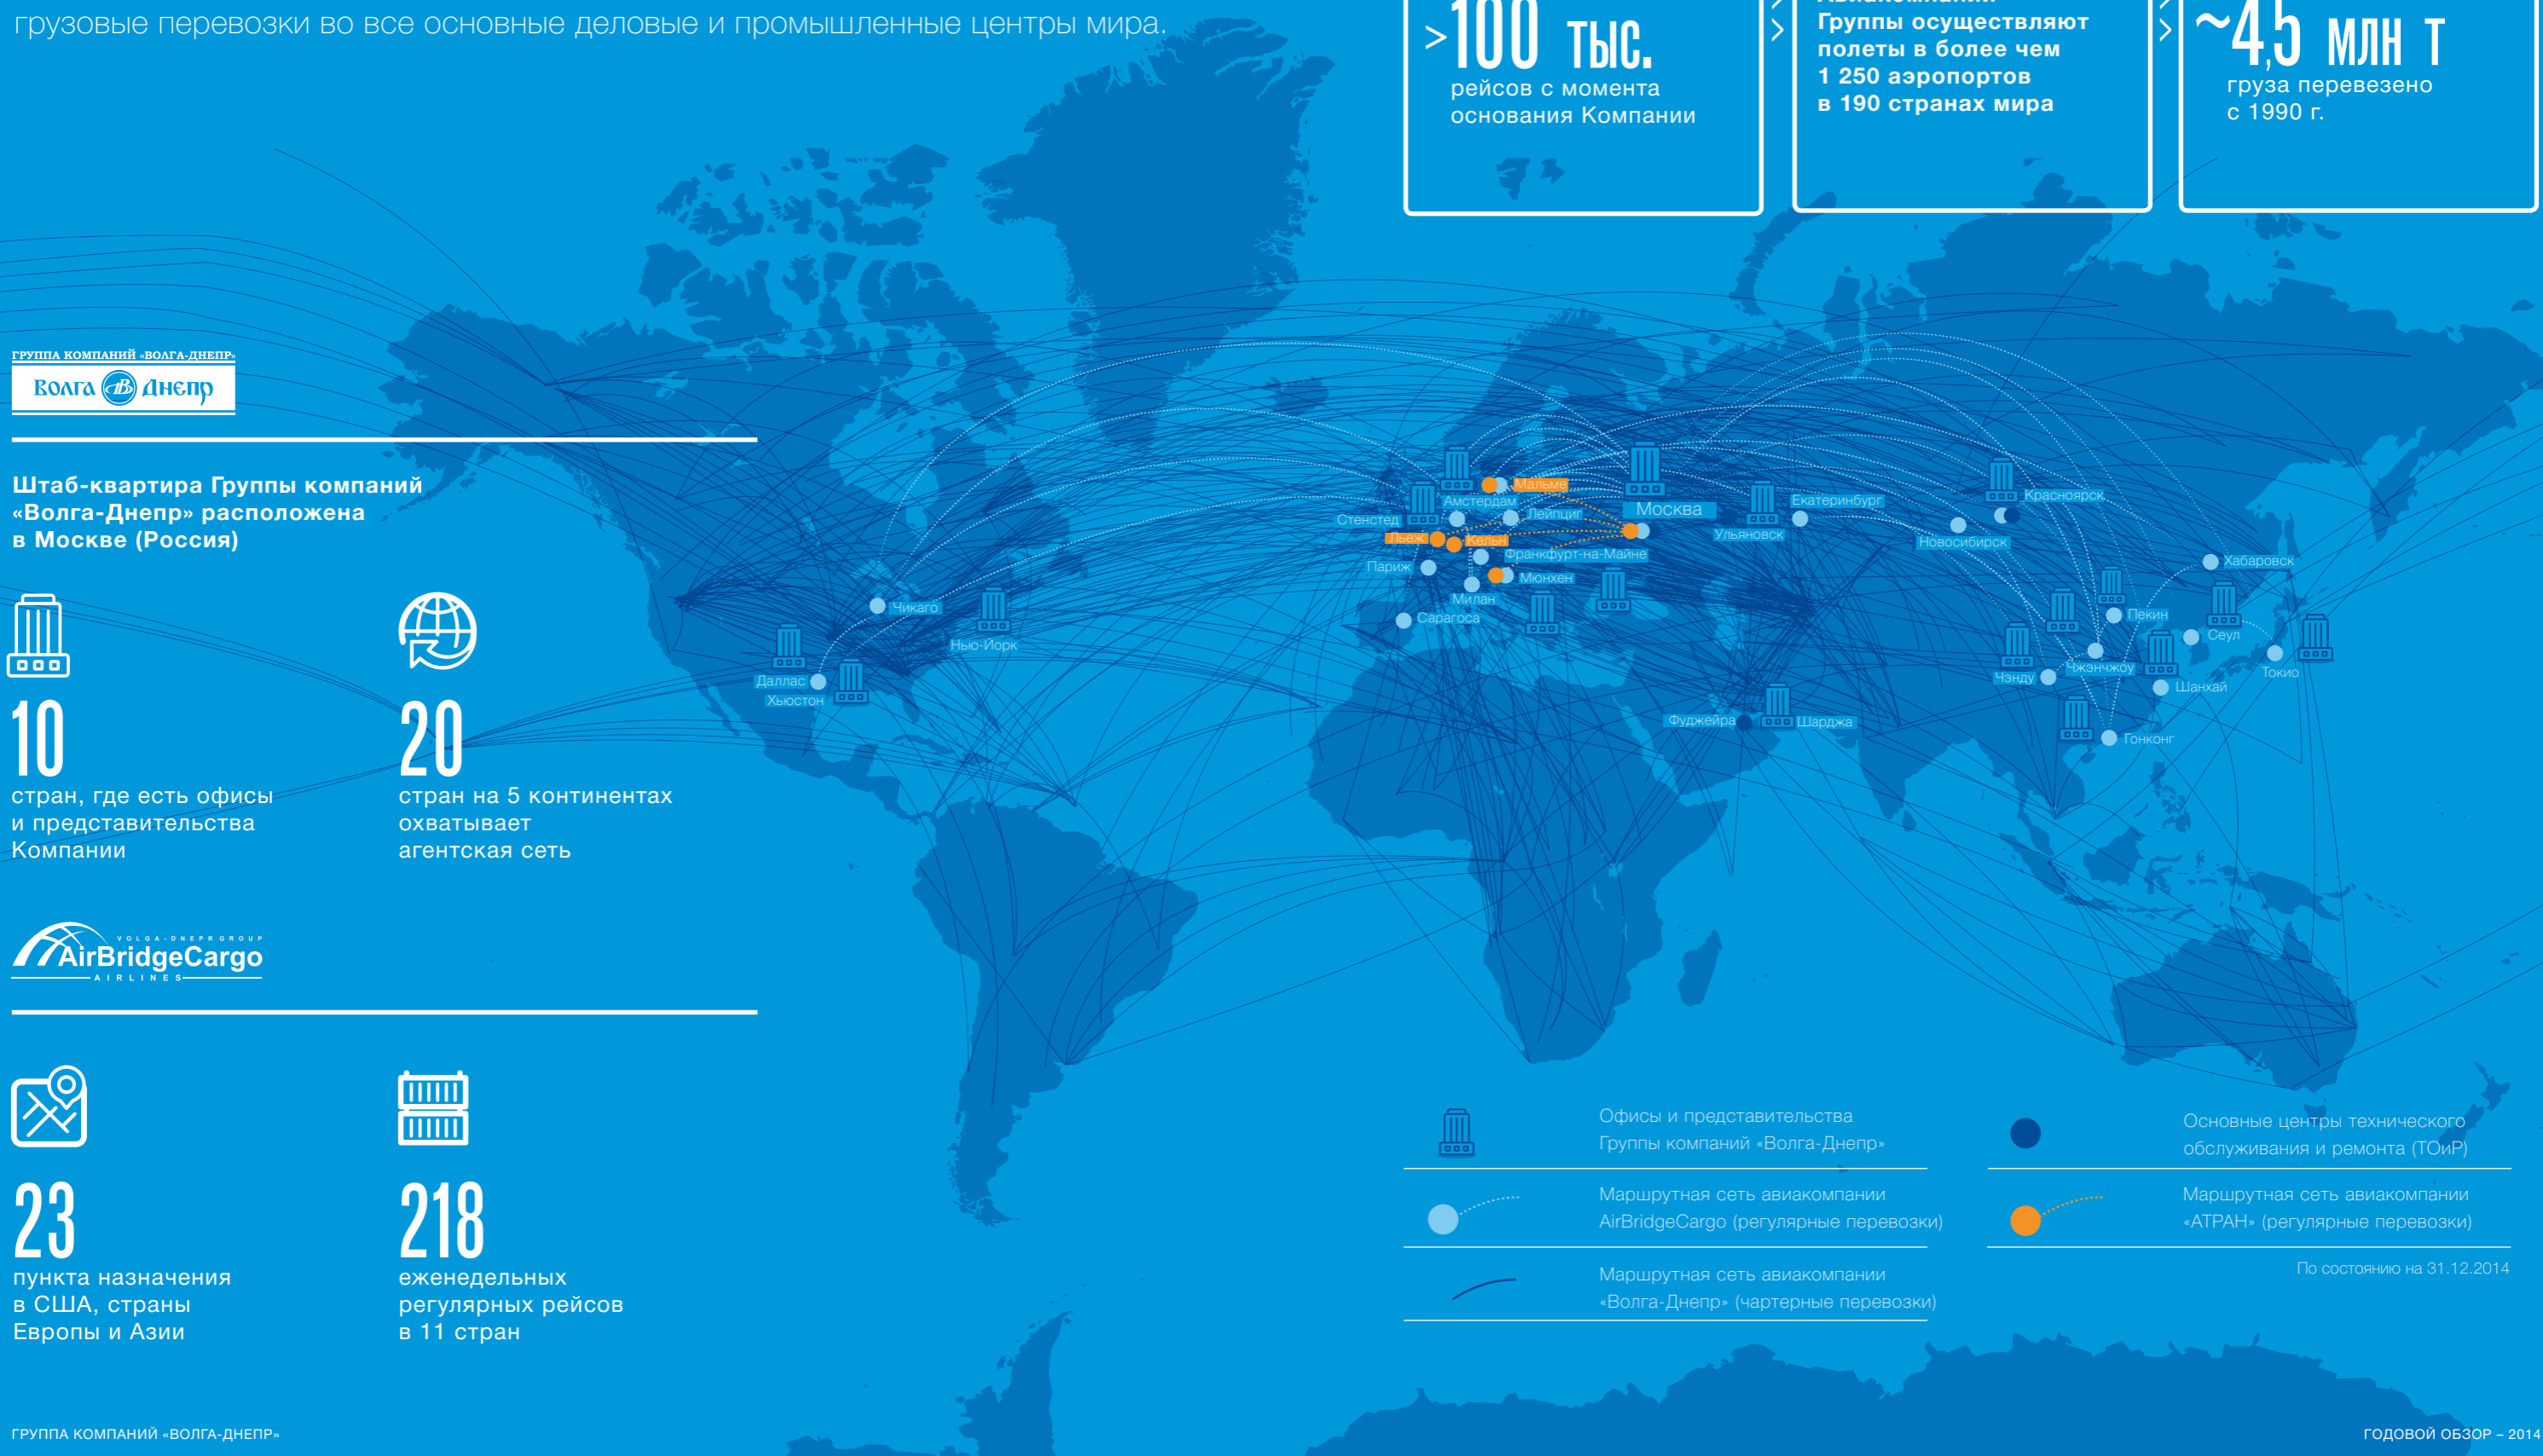 грузовые перевозки во все основные деловые и промышленные центры мира.
>100 тыс.
рейсов с момента
основания Компании
Авиакомпании
Группы осуществляют
полеты в более чем
1 250 аэропортов
в 190 странах мира
~4,5 млн т
груза перевезено
с 1990 г.
ГРУППА КОМПАНИЙ «ВОЛГА-ДНЕПР»
Волга Днепр
Штаб-квартира Группы компаний
«Волга-Днепр» расположена
в Москве (Россия)
10
стран, где есть офисы
и представительства
Компании
20
стран на 5 континентах
охватывает
агентская сеть
VOLGA-DNEPR GROUP
AirBridgeCargo
AIRLINES
23
пункта назначения
в США, страны
Европы и Азии
218
еженедельных
регулярных рейсов
в 11 стран
Чикаго
Нью-Йорк
Даллас
Хьюстон
Мальме
Амстердам
Стенстед
Лейпциг
Москва
Льеж
Кельн
Франкфурт-на-Майне
Париж
Мюнхен
Милан
Сарагоса
Ульяновск
Екатеринбург
Красноярск
Новосибирск
Хабаровск
Пекин
Сеул
Чжэнчжоу
Токио
Чэнду
Шанхай
Гонконг
Фуджейра
Шарджа
Офисы и представительства
Группы компаний «Волга-Днепр»
Маршрутная сеть авиакомпании
AirBridgeCargo (регулярные перевозки)
Маршрутная сеть авиакомпании
«Волга-Днепр» (чартерные перевозки)
Основные центры технического
обслуживания и ремонта (ТОиР)
Маршрутная сеть авиакомпании
«АТРАН» (регулярные перевозки)
По состоянию на 31.12.2014
ГРУППА КОМПАНИЙ «ВОЛГА-ДНЕПР»
ГОДОВОЙ ОБЗОР – 2014